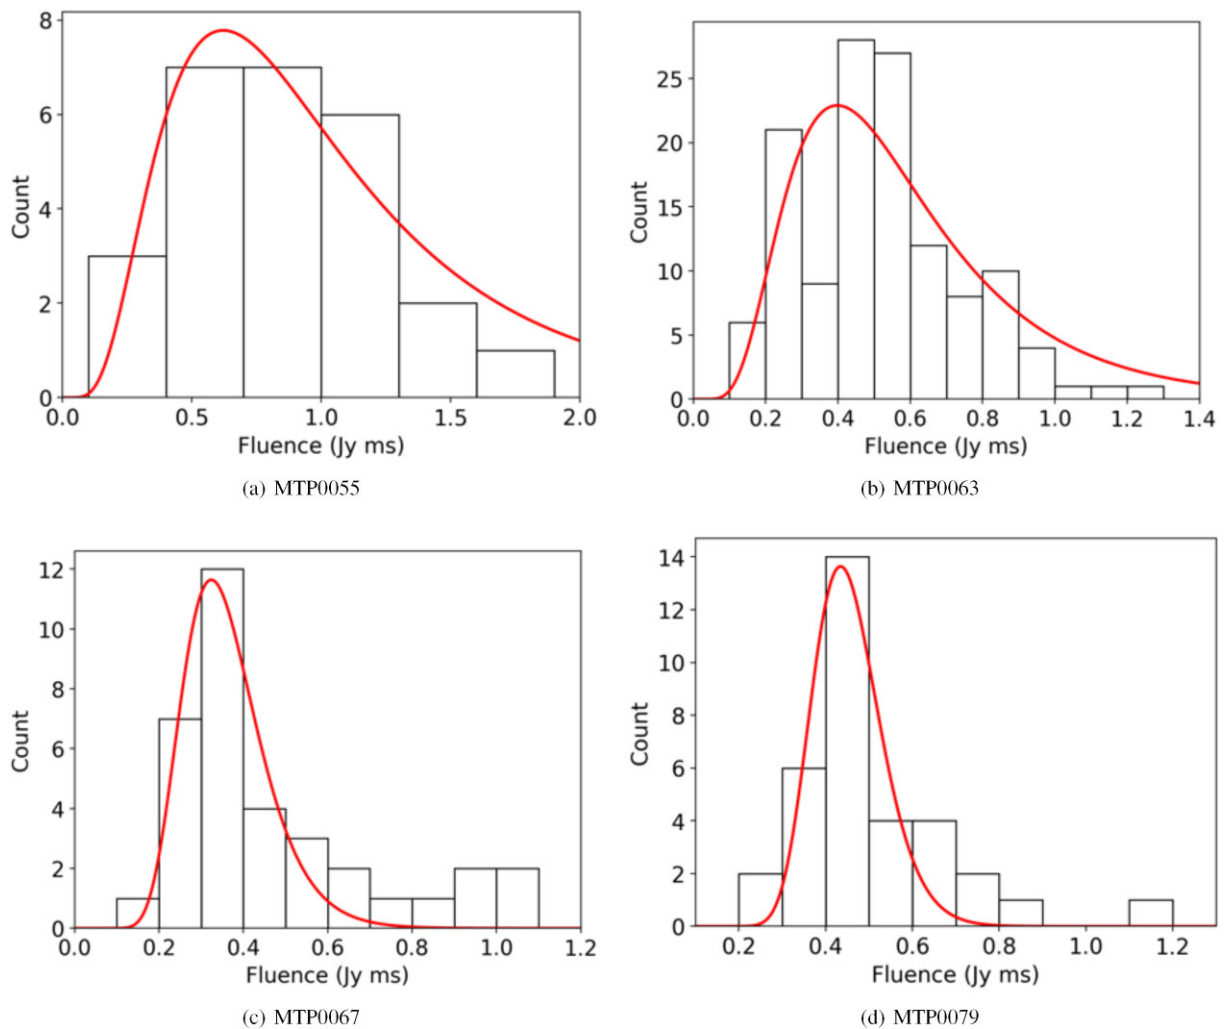 8
6
4
2
0
Count
0.0 0.5 1.0 1.5 2.0
Fluence (Jy ms)
(a) MTP0055
25
20
15
10
5
0
Count
0.0 0.2 0.4 0.6 0.8 1.0 1.2 1.4
Fluence (Jy ms)
(b) MTP0063
12
10
8
6
4
2
0
Count
0.0 0.2 0.4 0.6 0.8 1.0 1.2
Fluence (Jy ms)
(c) MTP0067
14
12
10
8
6
4
2
0
Count
0.2 0.4 0.6 0.8 1.0 1.2
Fluence (Jy ms)
(d) MTP0079